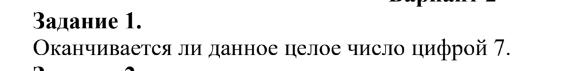 Задание 1.
Оканчивается ли данное целое число цифрой 7.